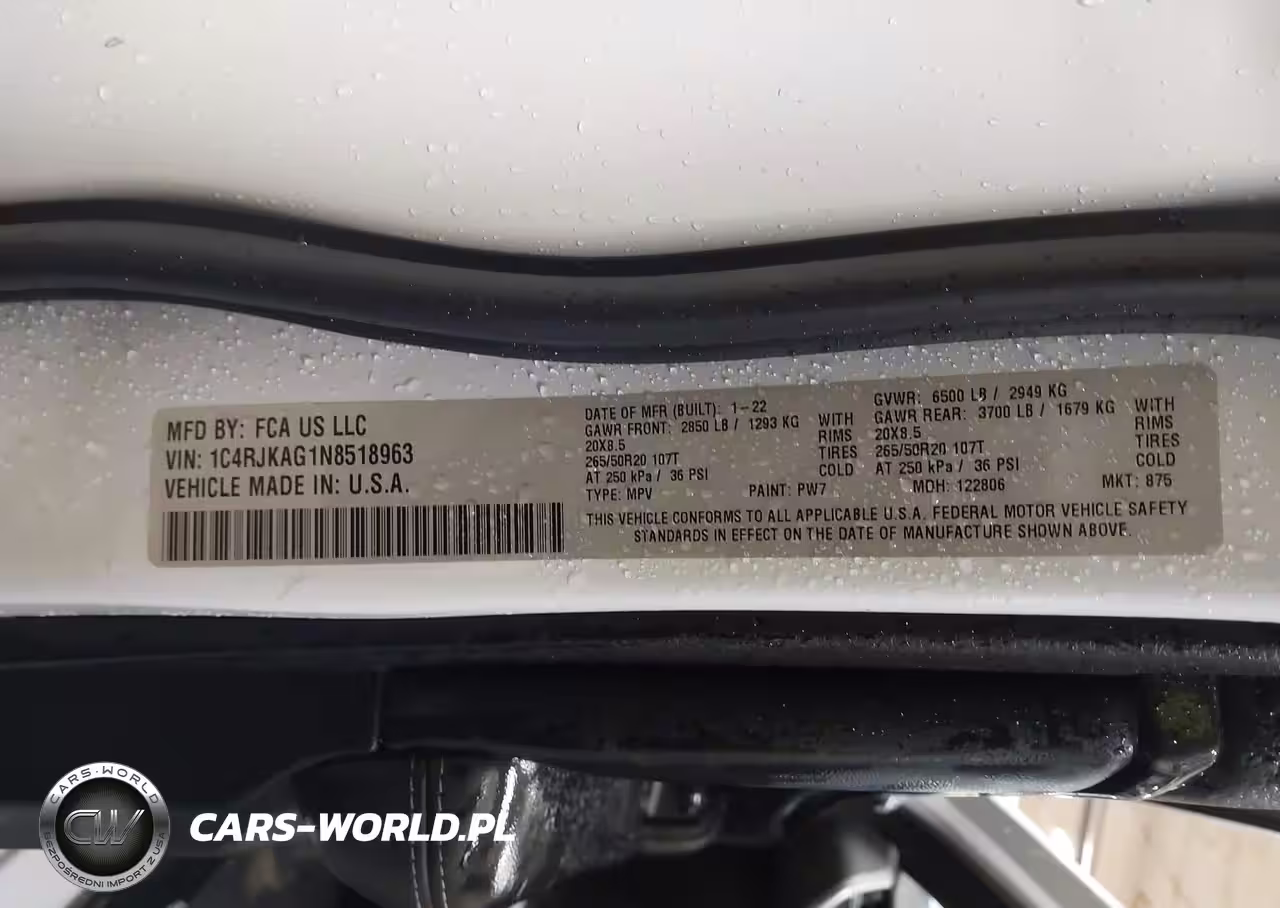 MFD BY: FCA US LLC
VIN: 1C4RJKAG1N8518963
VEHICLE MADE IN: U.S.A.
DATE OF MFR (BUILT): 1-22
GAWR FRONT: 2850 LB / 1293 KG WITH
20X8.5 RIMS
265/50R20 107T TIRES
AT 250 kPa / 36 PSI COLD
TYPE: MPV PAINT: PW7
GVWR: 6500 LB / 2949 KG
GAWR REAR: 3700 LB / 1679 KG WITH
20X8.5 RIMS
265/50R20 107T TIRES
AT 250 kPa / 36 PSI COLD
MDH: 122806 MKT: 875
THIS VEHICLE CONFORMS TO ALL APPLICABLE U.S.A. FEDERAL MOTOR VEHICLE SAFETY
STANDARDS IN EFFECT ON THE DATE OF MANUFACTURE SHOWN ABOVE.
CARS-WORLD
CW
BEZPOŚREDNI IMPORT Z USA
CARS-WORLD.PL